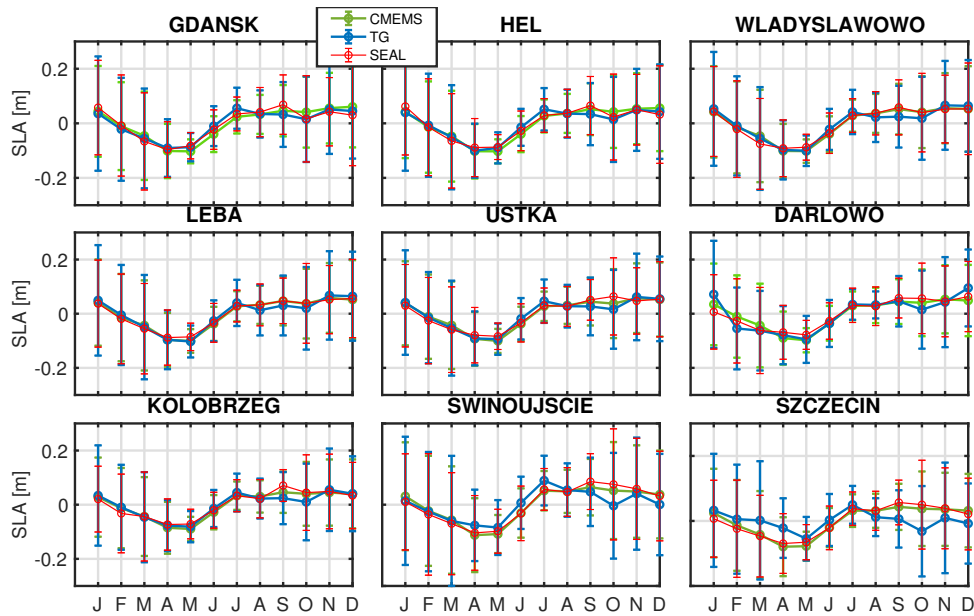 GDANSK
HEL
WLADYSLAWOWO
CMEMS
TG
SEAL
SLA [m]
0.2
0
-0.2
LEBA
USTKA
DARLOWO
SLA [m]
0.2
0
-0.2
KOLOBRZEG
SWINOUJSCIE
SZCZECIN
SLA [m]
0.2
0
-0.2
J F M A M J J A S O N D
J F M A M J J A S O N D
J F M A M J J A S O N D